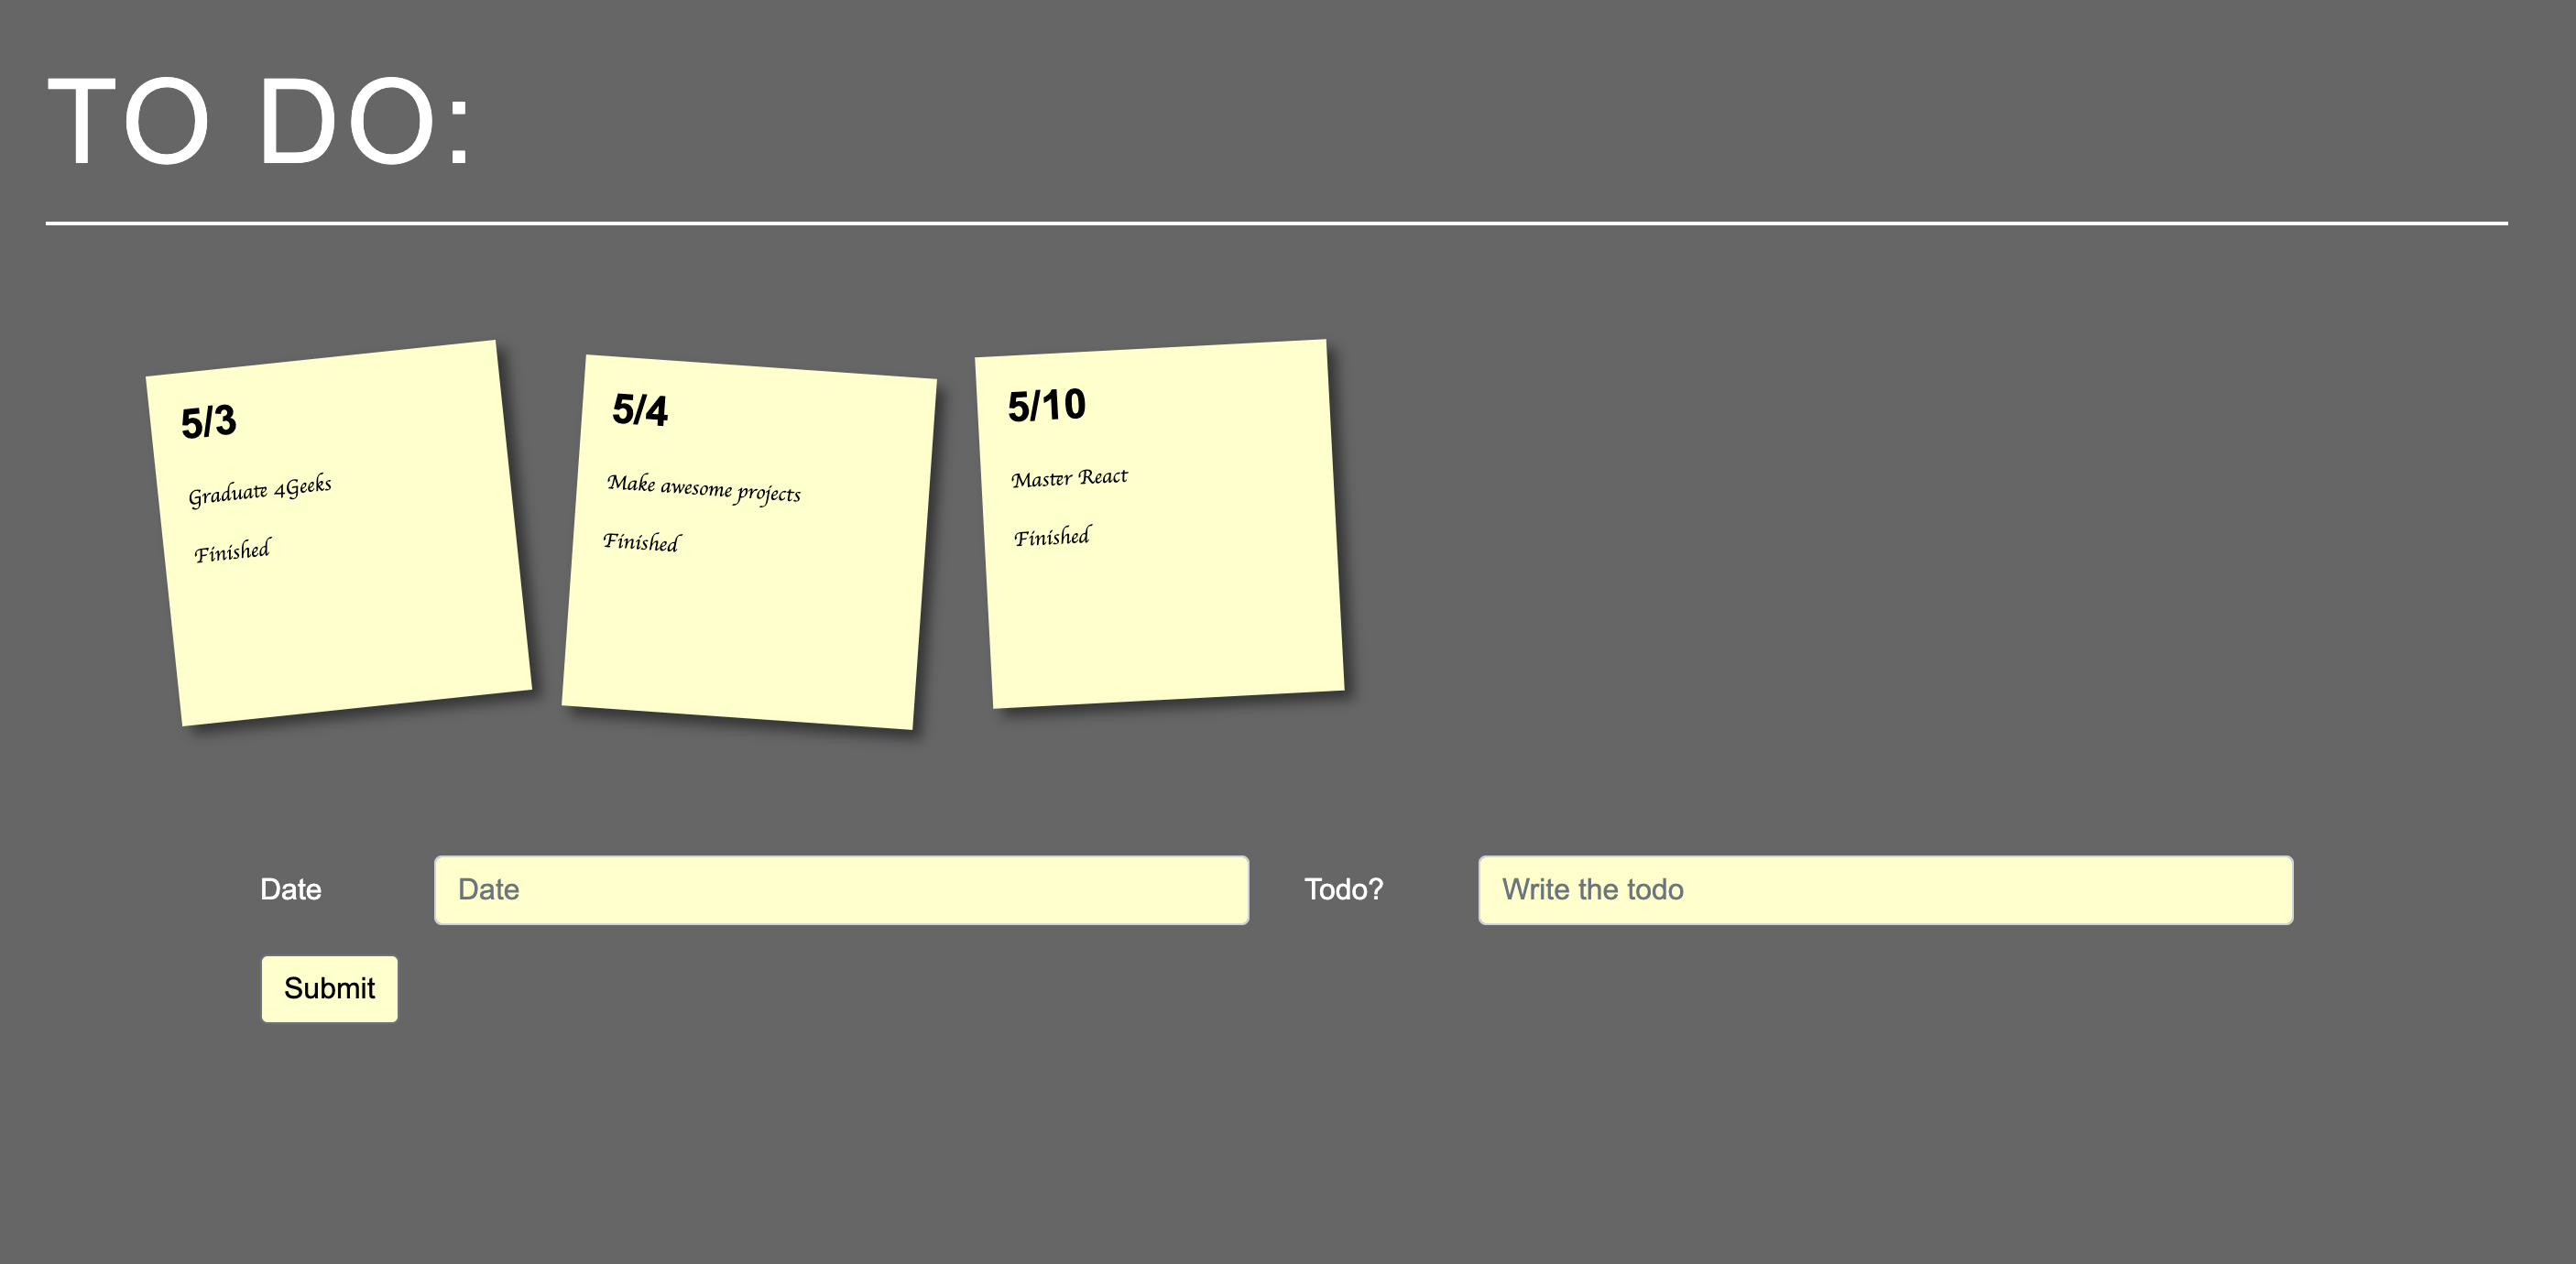 TO DO:
5/3
Graduate 4Geeks
Finished
5/4
Make awesome projects
Finished
5/10
Master React
Finished
Date
Date
Todo?
Write the todo
Submit